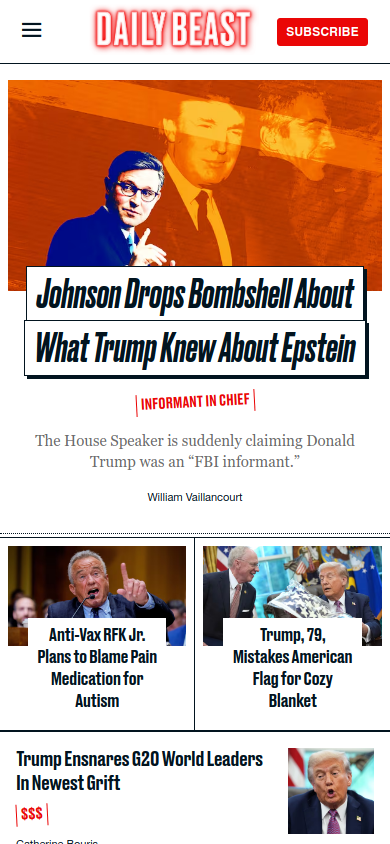 DAILY BEAST
SUBSCRIBE
Johnson Drops Bombshell About
What Trump Knew About Epstein
INFORMANT IN CHIEF
The House Speaker is suddenly claiming Donald
Trump was an “FBI informant.”
William Vaillancourt
Anti-Vax RFK Jr.
Plans to Blame Pain
Medication for
Autism
Trump, 79,
Mistakes American
Flag for Cozy
Blanket
Trump Ensnares G20 World Leaders
In Newest Grift
$$$
Catherine Bouris